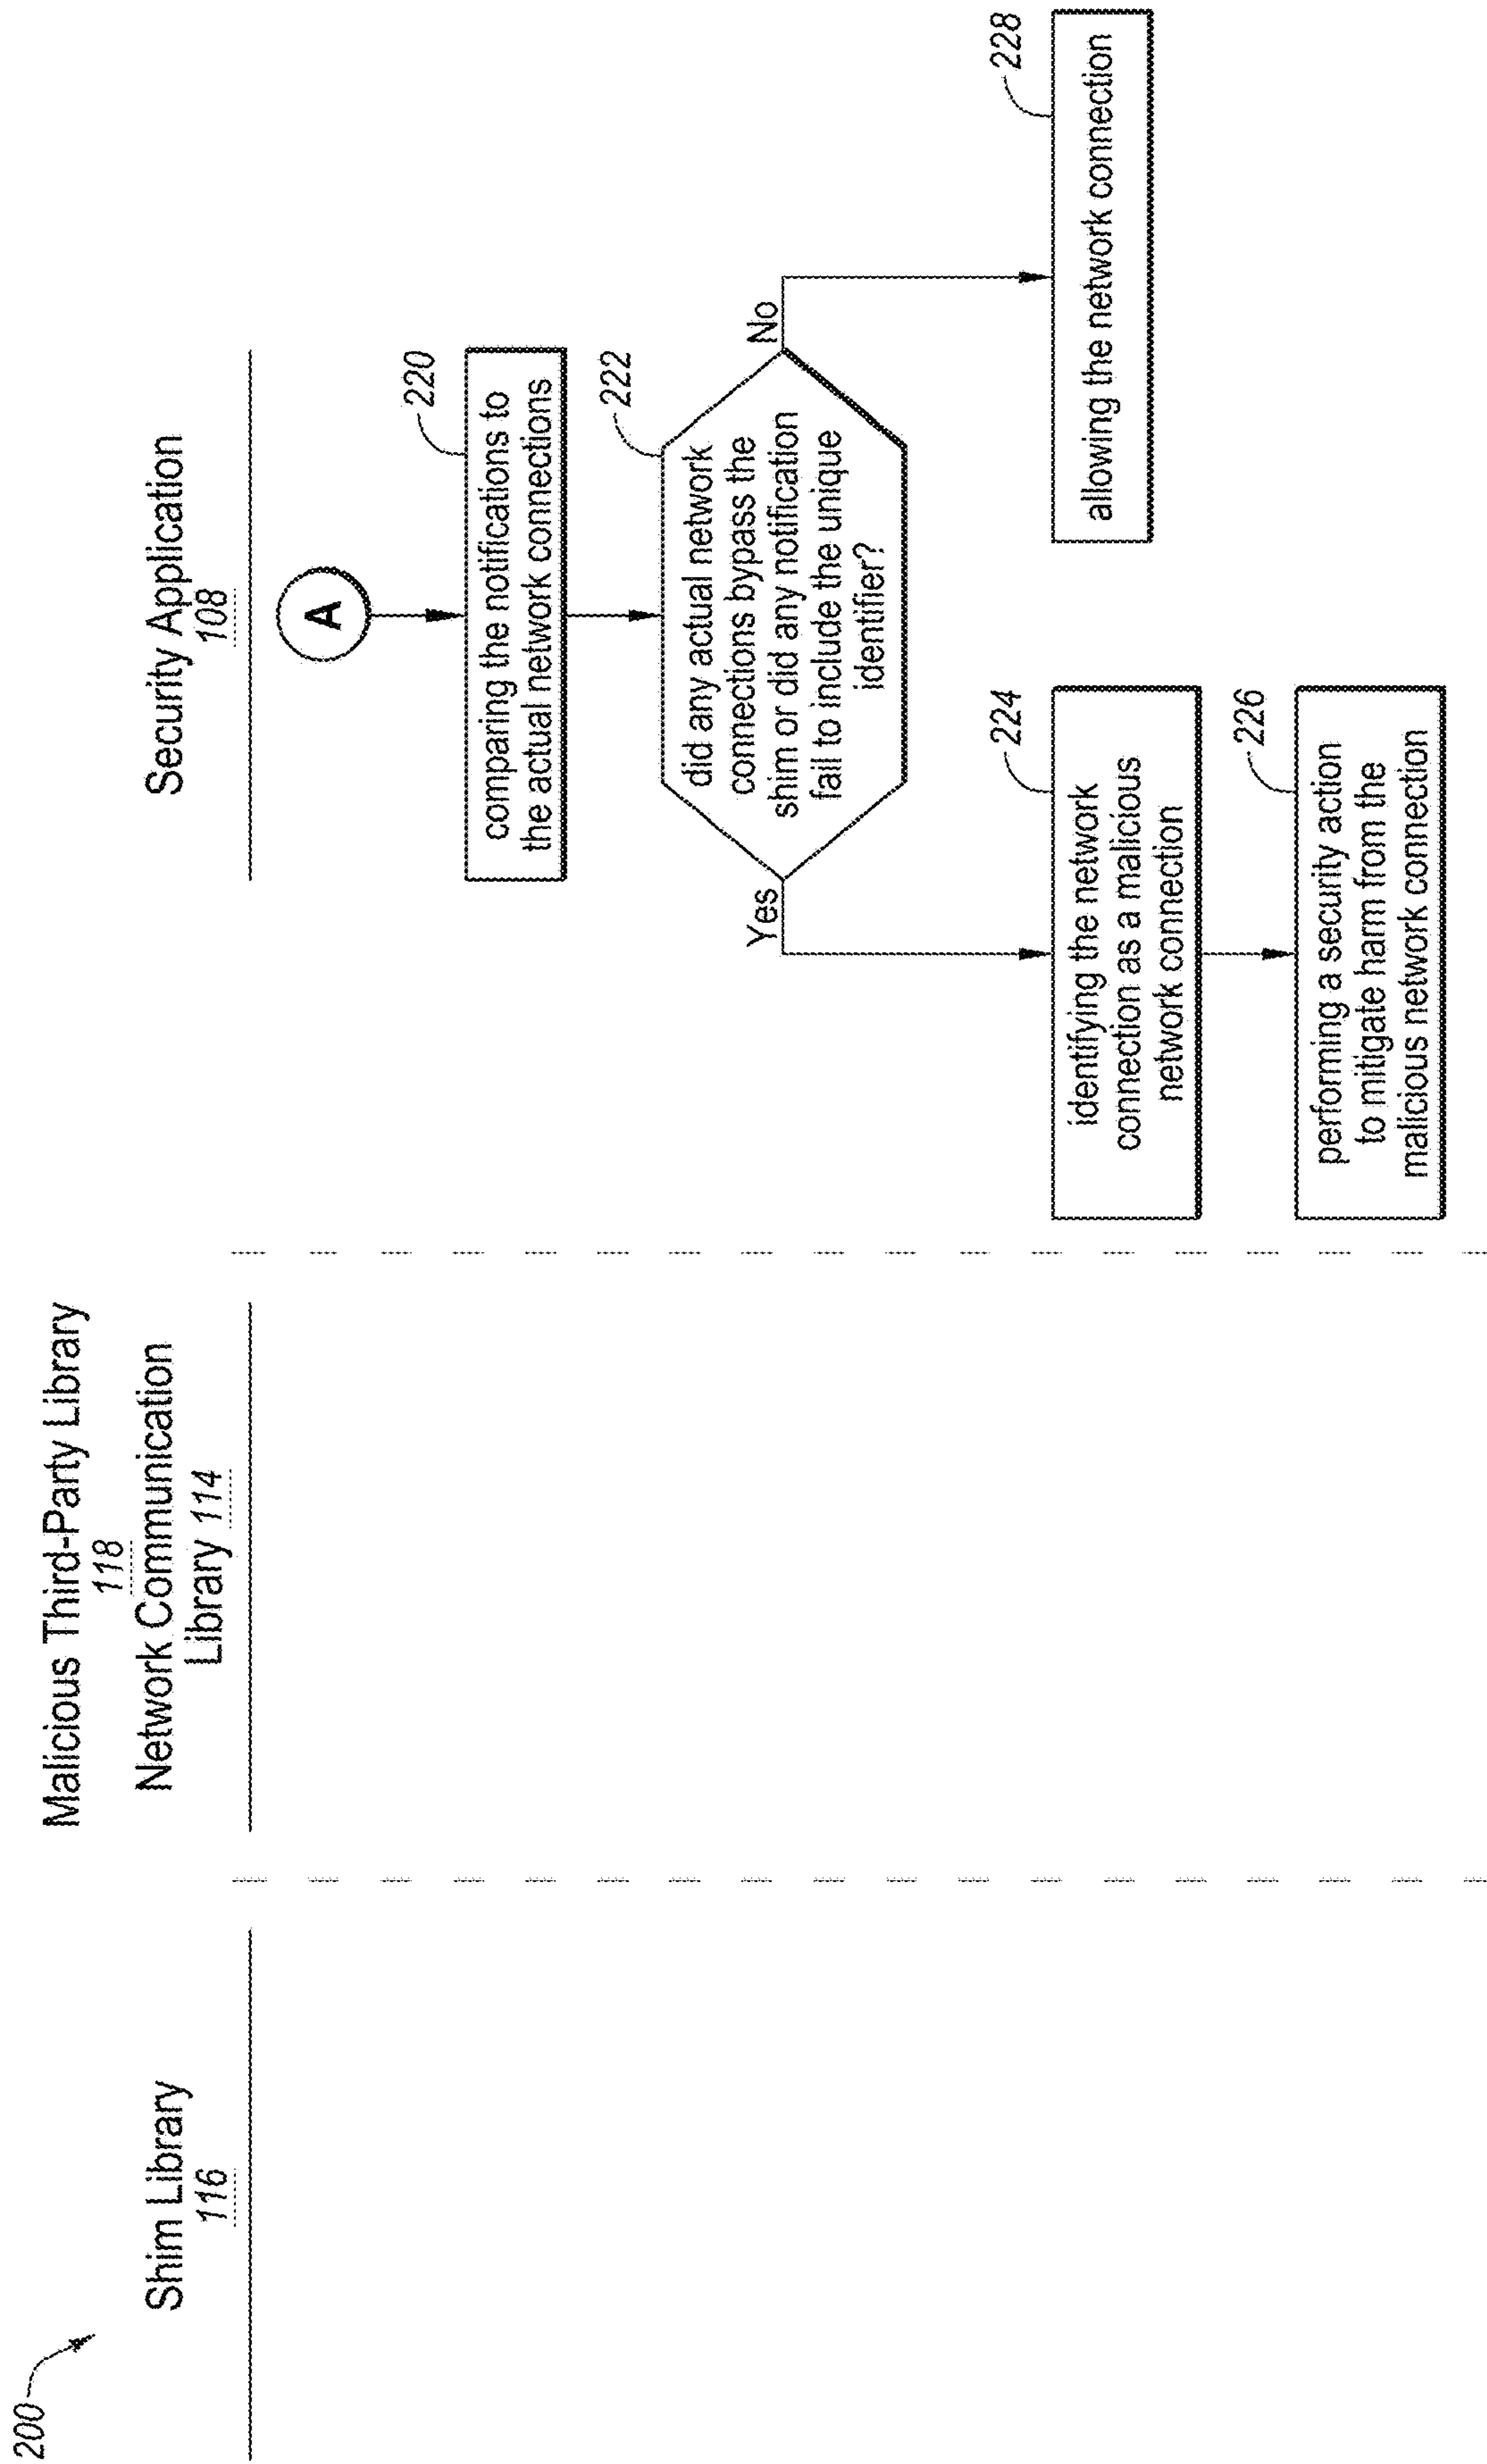 200
Shim Library
116
Malicious Third-Party Library
118
Network Communication
Library 114
Security Application
108
A
220
comparing the notifications to
the actual network connections
222
did any actual network
connections bypass the
shim or did any notification
fail to include the unique
identifier?
Yes
No
224
identifying the network
connection as a malicious
network connection
226
performing a security action
to mitigate harm from the
malicious network connection
228
allowing the network connection